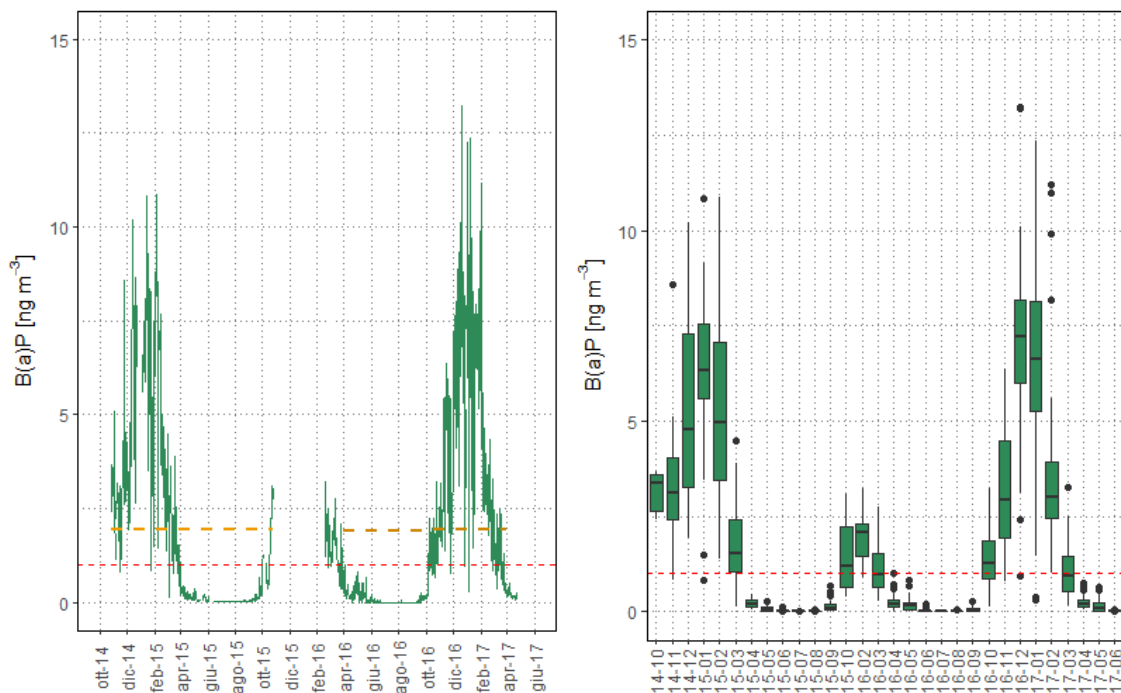 B(a)P [ng m⁻³]
15
10
5
0
ott-14
dic-14
feb-15
apr-15
giu-15
ago-15
ott-15
dic-15
feb-16
apr-16
giu-16
ago-16
ott-16
dic-16
feb-17
apr-17
giu-17
B(a)P [ng m⁻³]
15
10
5
0
14-10
14-11
14-12
15-01
15-02
15-03
15-04
15-05
15-06
15-07
15-08
15-09
15-10
16-02
16-03
16-04
16-05
16-06
16-07
16-08
16-09
16-10
16-11
16-12
17-01
17-02
17-03
17-04
17-05
17-06